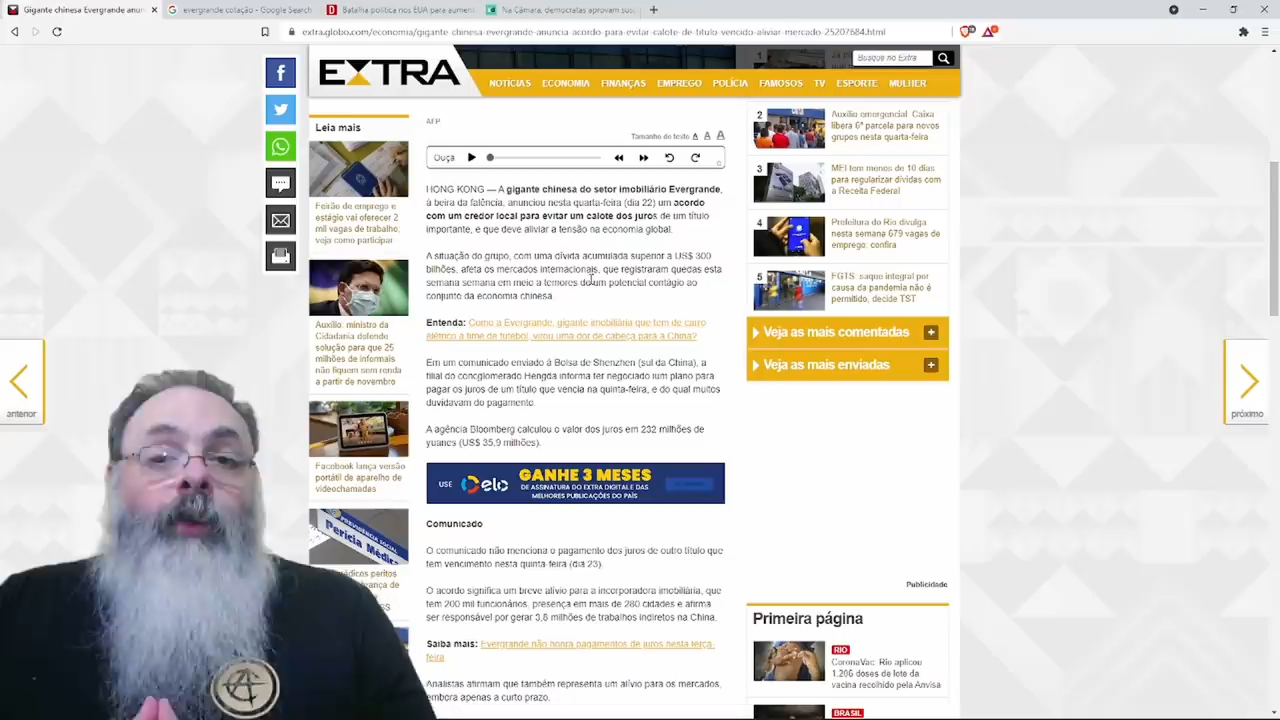 Gigante chinesa Evergrande anun
evergrande cotação - Google Search
Batalha política nos EUA para aumen
Na Câmara, democratas aprovam sus
extra.globo.com/economia/gigante-chinesa-evergrande-anuncia-acordo-para-evitar-calote-de-titulo-vencido-aliviar-mercado-25207684.html
EXTRA
Busque no Extra
NOTÍCIAS ECONOMIA FINANÇAS EMPREGO POLÍCIA FAMOSOS TV ESPORTE MULHER
Leia mais
Feirão de emprego e
estágio vai oferecer 2
mil vagas de trabalho;
veja como participar
Auxílio: ministro da
Cidadania defende
solução para que 25
milhões de informais
não fiquem sem renda
a partir de novembro
Facebook lança versão
portátil de aparelho de
videochamadas
PREVIDÊNCIA SOCIAL
Perícia Médica
médicos peritos
rança de
anterior
AFP
Tamanho do texto A A A
Ouça
HONG KONG — A gigante chinesa do setor imobiliário Evergrande,
à beira da falência, anunciou nesta quarta-feira (dia 22) um acordo
com um credor local para evitar um calote dos juros de um título
importante, e que deve aliviar a tensão na economia global.
A situação do grupo, com uma dívida acumulada superior a US$ 300
bilhões, afeta os mercados internacionais, que registraram quedas esta
semana semana em meio a temores do um potencial contágio ao
conjunto da economia chinesa.
Entenda: Como a Evergrande, gigante imobiliária que tem de carro
elétrico a time de futebol, virou uma dor de cabeça para a China?
Em um comunicado enviado à Bolsa de Shenzhen (sul da China), a
filial do conglomerado Hengda informa ter negociado um plano para
pagar os juros de um título que vencia na quinta-feira, e do qual muitos
duvidavam do pagamento.
A agência Bloomberg calculou o valor dos juros em 232 milhões de
yuanes (US$ 35,9 milhões).
USE elo GANHE 3 MESES
DE ASSINATURA DO EXTRA DIGITAL E DAS
MELHORES PUBLICAÇÕES DO PAÍS
Comunicado
O comunicado não menciona o pagamento dos juros de outro título que
tem vencimento nesta quinta-feira (dia 23).
O acordo significa um breve alívio para a incorporadora imobiliária, que
tem 200 mil funcionários, presença em mais de 280 cidades e afirma
ser responsável por gerar 3,8 milhões de trabalhos indiretos na China.
Saiba mais: Evergrande não honra pagamentos de juros nesta terça-
feira
Analistas afirmam que também representa um alívio para os mercados,
embora apenas a curto prazo.
1
2
Auxílio emergencial: Caixa
libera 6ª parcela para novos
grupos nesta quarta-feira
3
MEI tem menos de 10 dias
para regularizar dívidas com
a Receita Federal
4
Prefeitura do Rio divulga
nesta semana 679 vagas de
emprego: confira
5
FGTS: saque integral por
causa da pandemia não é
permitido, decide TST
Veja as mais comentadas
Veja as mais enviadas
Publicidade
Primeira página
RIO
CoronaVac: Rio aplicou
1.206 doses de lote da
vacina recolhido pela Anvisa
BRASIL
próximo